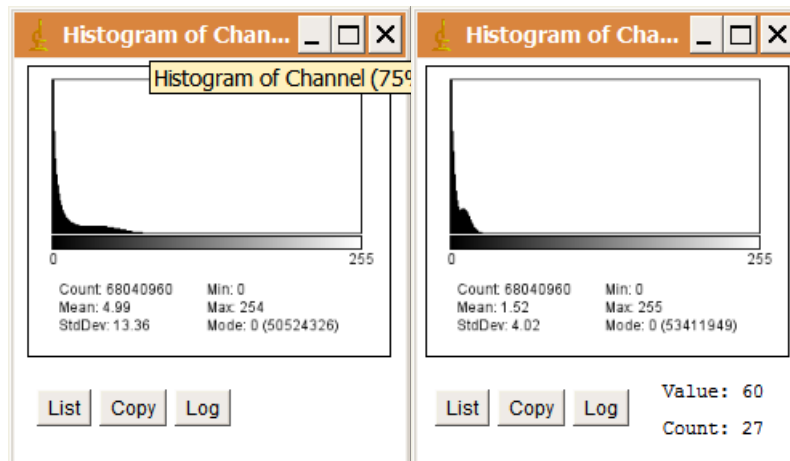 Histogram of Chan...
Histogram of Channel (75%
0 255
Count: 68040960 Min: 0
Mean: 4.99 Max: 254
StdDev: 13.36 Mode: 0 (50524326)
List Copy Log
Histogram of Cha...
0 255
Count: 68040960 Min: 0
Mean: 1.52 Max: 255
StdDev: 4.02 Mode: 0 (53411949)
List Copy Log
Value: 60
Count: 27